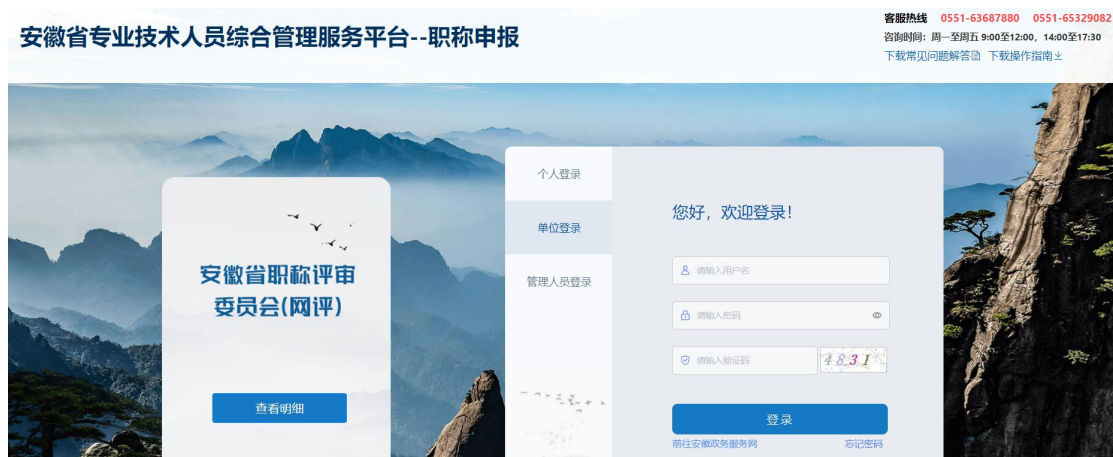 安徽省专业技术人员综合管理服务平台--职称申报
客服热线 0551-63687880 0551-65329082
咨询时间：周一至周五 9:00至12:00，14:00至17:30
下载常见问题解答 下载操作指南
安徽省职称评审
委员会(网评)
查看明细
个人登录
单位登录
管理人员登录
您好，欢迎登录！
请输入用户名
请输入密码
请输入验证码 4831
登录
前往安徽政务服务网 忘记密码